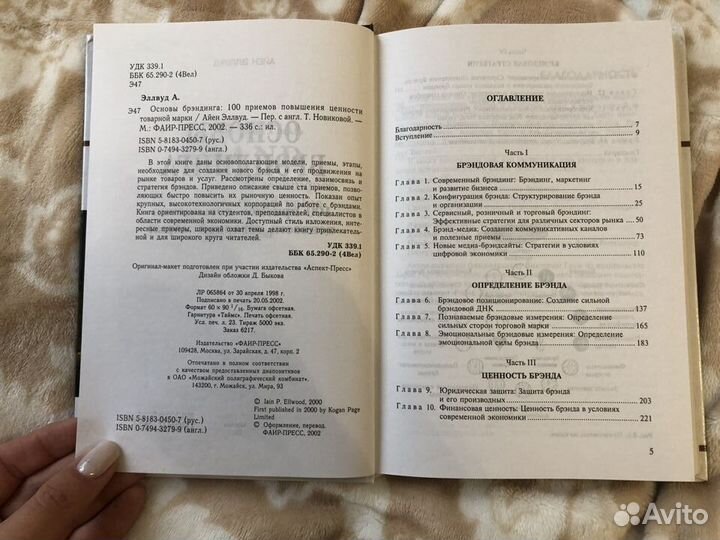 УДК 339.1
ББК 65.290-2 (4Вел)
Э47
Эллвуд А.
Э47 Основы брэндинга: 100 приемов повышения ценности
товарной марки / Айен Эллвуд. — Пер. с англ. Т. Новиковой. —
М.: ФАИР-ПРЕСС, 2002. — 336 с.: ил.
ISBN 5-8183-0450-7 (рус.)
ISBN 0-7494-3279-9 (англ.)
В этой книге даны основополагающие модели, приемы, этапы,
необходимые для создания нового брэнда и его продвижения на
рынке товаров и услуг. Рассмотрены определение, взаимосвязь и
стратегия брэндов. Приведено описание свыше ста приемов, позво-
ляющих быстро повысить их рыночную ценность. Показан опыт
крупных, высокотехнологичных корпораций по работе с брэндами.
Книга ориентирована на студентов, преподавателей, специалистов в
области современной экономики. Доступный стиль изложения, инте-
ресные примеры, широкий охват темы делают книгу привлекатель-
ной и для широкого круга читателей.
УДК 339.1
ББК 65.290-2 (4Вел)
Оригинал-макет подготовлен при участии издательства «Аспект-Пресс»
Дизайн обложки Д. Быкова
ЛР 065864 от 30 апреля 1998 г.
Подписано в печать 20.05.2002.
Формат 60 × 90 1/16. Бумага офсетная.
Гарнитура «Таймс». Печать офсетная.
Усл. печ. л. 23. Тираж 5000 экз.
Заказ 6217.
Издательство «ФАИР-ПРЕСС»
109428, Москва, ул. Зарайская, д. 47, корп. 2
Отпечатано в полном соответствии
с качеством предоставленных диапозитивов
в ОАО «Можайский полиграфический комбинат».
143200, г. Можайск, ул. Мира, 93
© Iain P. Ellwood, 2000
First published in 2000 by Kogan Page
Limited
© Оформление, перевод.
ФАИР-ПРЕСС, 2002
ISBN 5-8183-0450-7 (рус.)
ISBN 0-7494-3279-9 (англ.)
ОГЛАВЛЕНИЕ
Благодарность 7
Вступление 9
Часть I
БРЭНДОВАЯ КОММУНИКАЦИЯ
Глава 1. Современный брэндинг: Брэндинг, маркетинг
и развитие бизнеса 15
Глава 2. Конфигурация брэнда: Структурирование брэнда
и организации 25
Глава 3. Сервисный, розничный и торговый брэндинг:
Эффективные стратегии для различных секторов рынка 50
Глава 4. Брэнд-медиа: Создание коммуникативных каналов
и полезные приемы 73
Глава 5. Новые медиа-брэндзайты: Стратегии в условиях
цифровой экономики 110
Часть II
ОПРЕДЕЛЕНИЕ БРЭНДА
Глава 6. Брэндовое позиционирование: Создание сильной
брэндовой ДНК 137
Глава 7. Познаваемые брэндовые измерения: Определение
сильных сторон торговой марки 165
Глава 8. Эмоциональные брэндовые измерения: Определение
эмоциональной силы брэнда 183
Часть III
ЦЕННОСТЬ БРЭНДА
Глава 9. Юридическая защита: Защита брэнда
и его производных 203
Глава 10. Финансовая ценность: Ценность брэнда в условиях
современной экономики 221
5
Avito